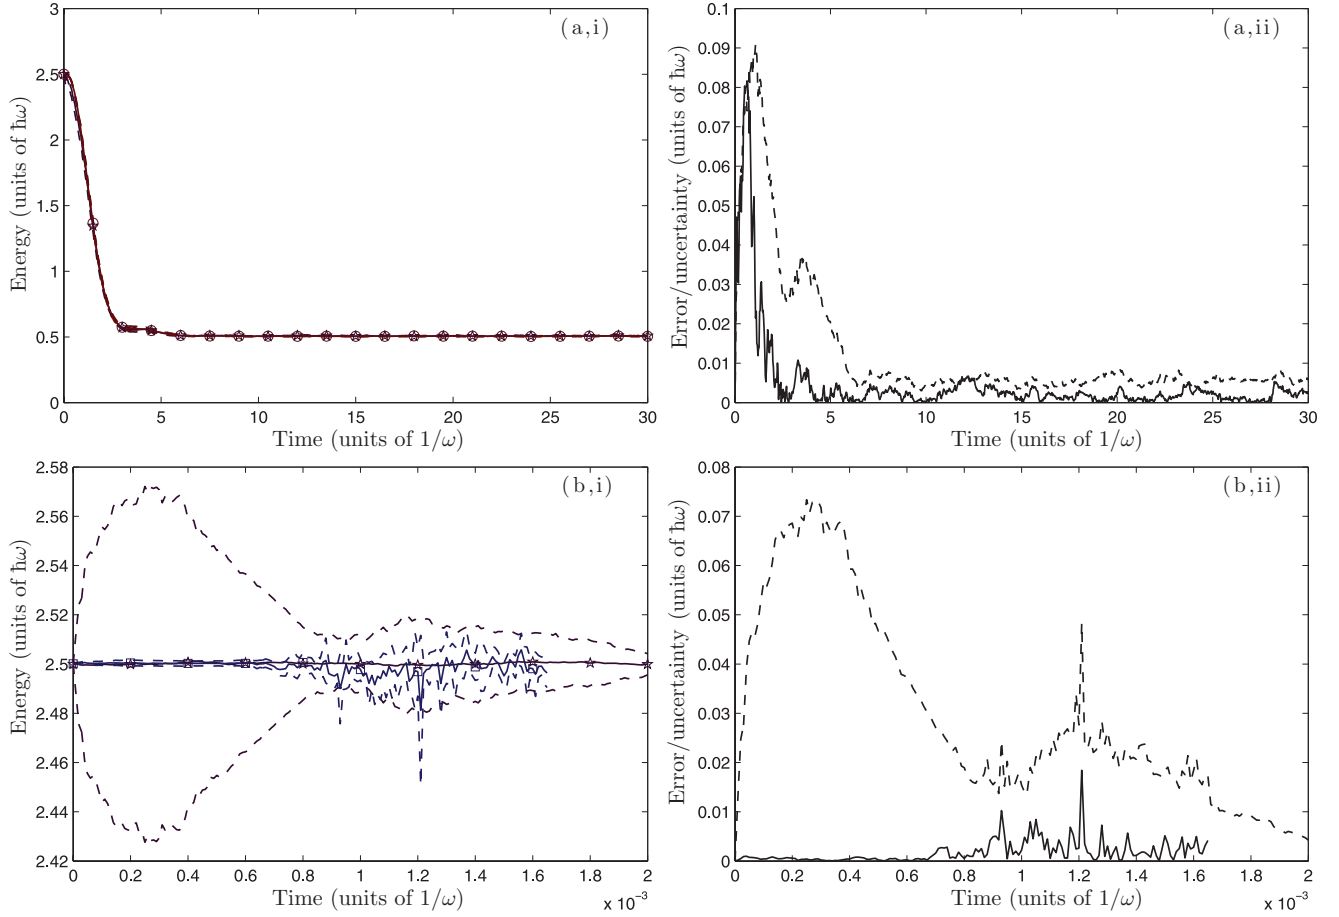 (a,i)
Energy (units of ħω)
3
2.5
2
1.5
1
0.5
0
0 5 10 15 20 25 30
Time (units of 1/ω)
(a,ii)
Error/uncertainty (units of ħω)
0.1
0.09
0.08
0.07
0.06
0.05
0.04
0.03
0.02
0.01
0
0 5 10 15 20 25 30
Time (units of 1/ω)
(b,i)
Energy (units of ħω)
2.58
2.56
2.54
2.52
2.5
2.48
2.46
2.44
2.42
0 0.2 0.4 0.6 0.8 1 1.2 1.4 1.6 1.8 2
Time (units of 1/ω)
x 10⁻³
(b,ii)
Error/uncertainty (units of ħω)
0.08
0.07
0.06
0.05
0.04
0.03
0.02
0.01
0
0 0.2 0.4 0.6 0.8 1 1.2 1.4 1.6 1.8 2
Time (units of 1/ω)
x 10⁻³